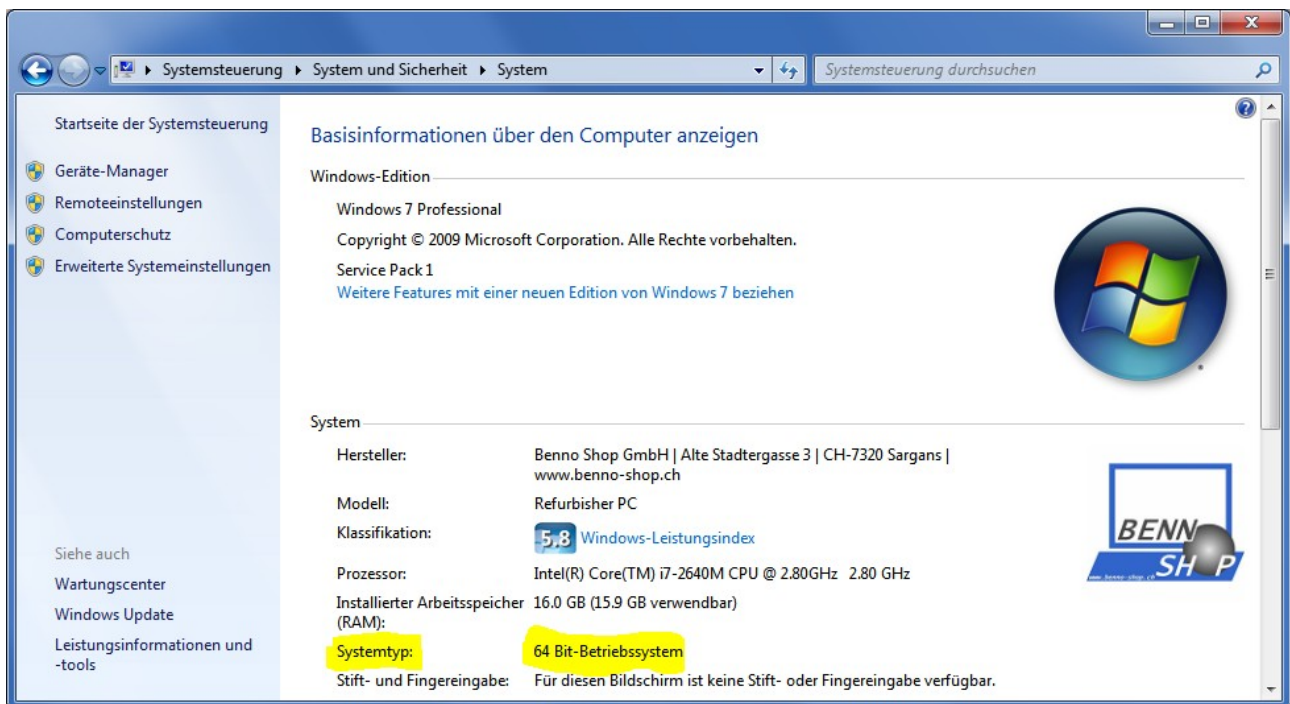 Systemsteuerung ▸ System und Sicherheit ▸ System
Systemsteuerung durchsuchen
Startseite der Systemsteuerung
Geräte-Manager
Remoteeinstellungen
Computerschutz
Erweiterte Systemeinstellungen
Siehe auch
Wartungscenter
Windows Update
Leistungsinformationen und
-tools
Basisinformationen über den Computer anzeigen
Windows-Edition
Windows 7 Professional
Copyright © 2009 Microsoft Corporation. Alle Rechte vorbehalten.
Service Pack 1
Weitere Features mit einer neuen Edition von Windows 7 beziehen
System
Hersteller: Benno Shop GmbH | Alte Stadtergasse 3 | CH-7320 Sargans |
www.benno-shop.ch
Modell: Refurbisher PC
Klassifikation: 5,8 Windows-Leistungsindex
Prozessor: Intel(R) Core(TM) i7-2640M CPU @ 2.80GHz 2.80 GHz
Installierter Arbeitsspeicher 16.0 GB (15.9 GB verwendbar)
(RAM):
Systemtyp: 64 Bit-Betriebssystem
Stift- und Fingereingabe: Für diesen Bildschirm ist keine Stift- oder Fingereingabe verfügbar.
BENN
SH P
www.benno-shop.ch